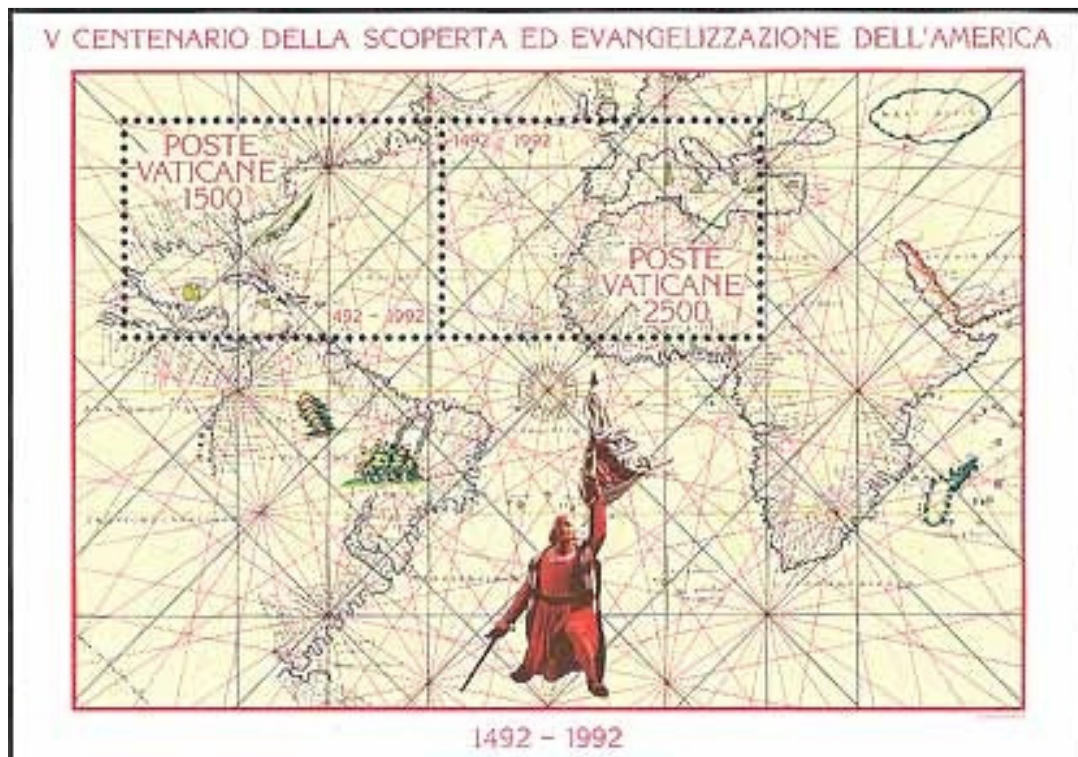 V CENTENARIO DELLA SCOPERTA ED EVANGELIZZAZIONE DELL'AMERICA
POSTE
VATICANE
1500
1492 - 1992
POSTE
VATICANE
2500
492 - 1992
1492 - 1992